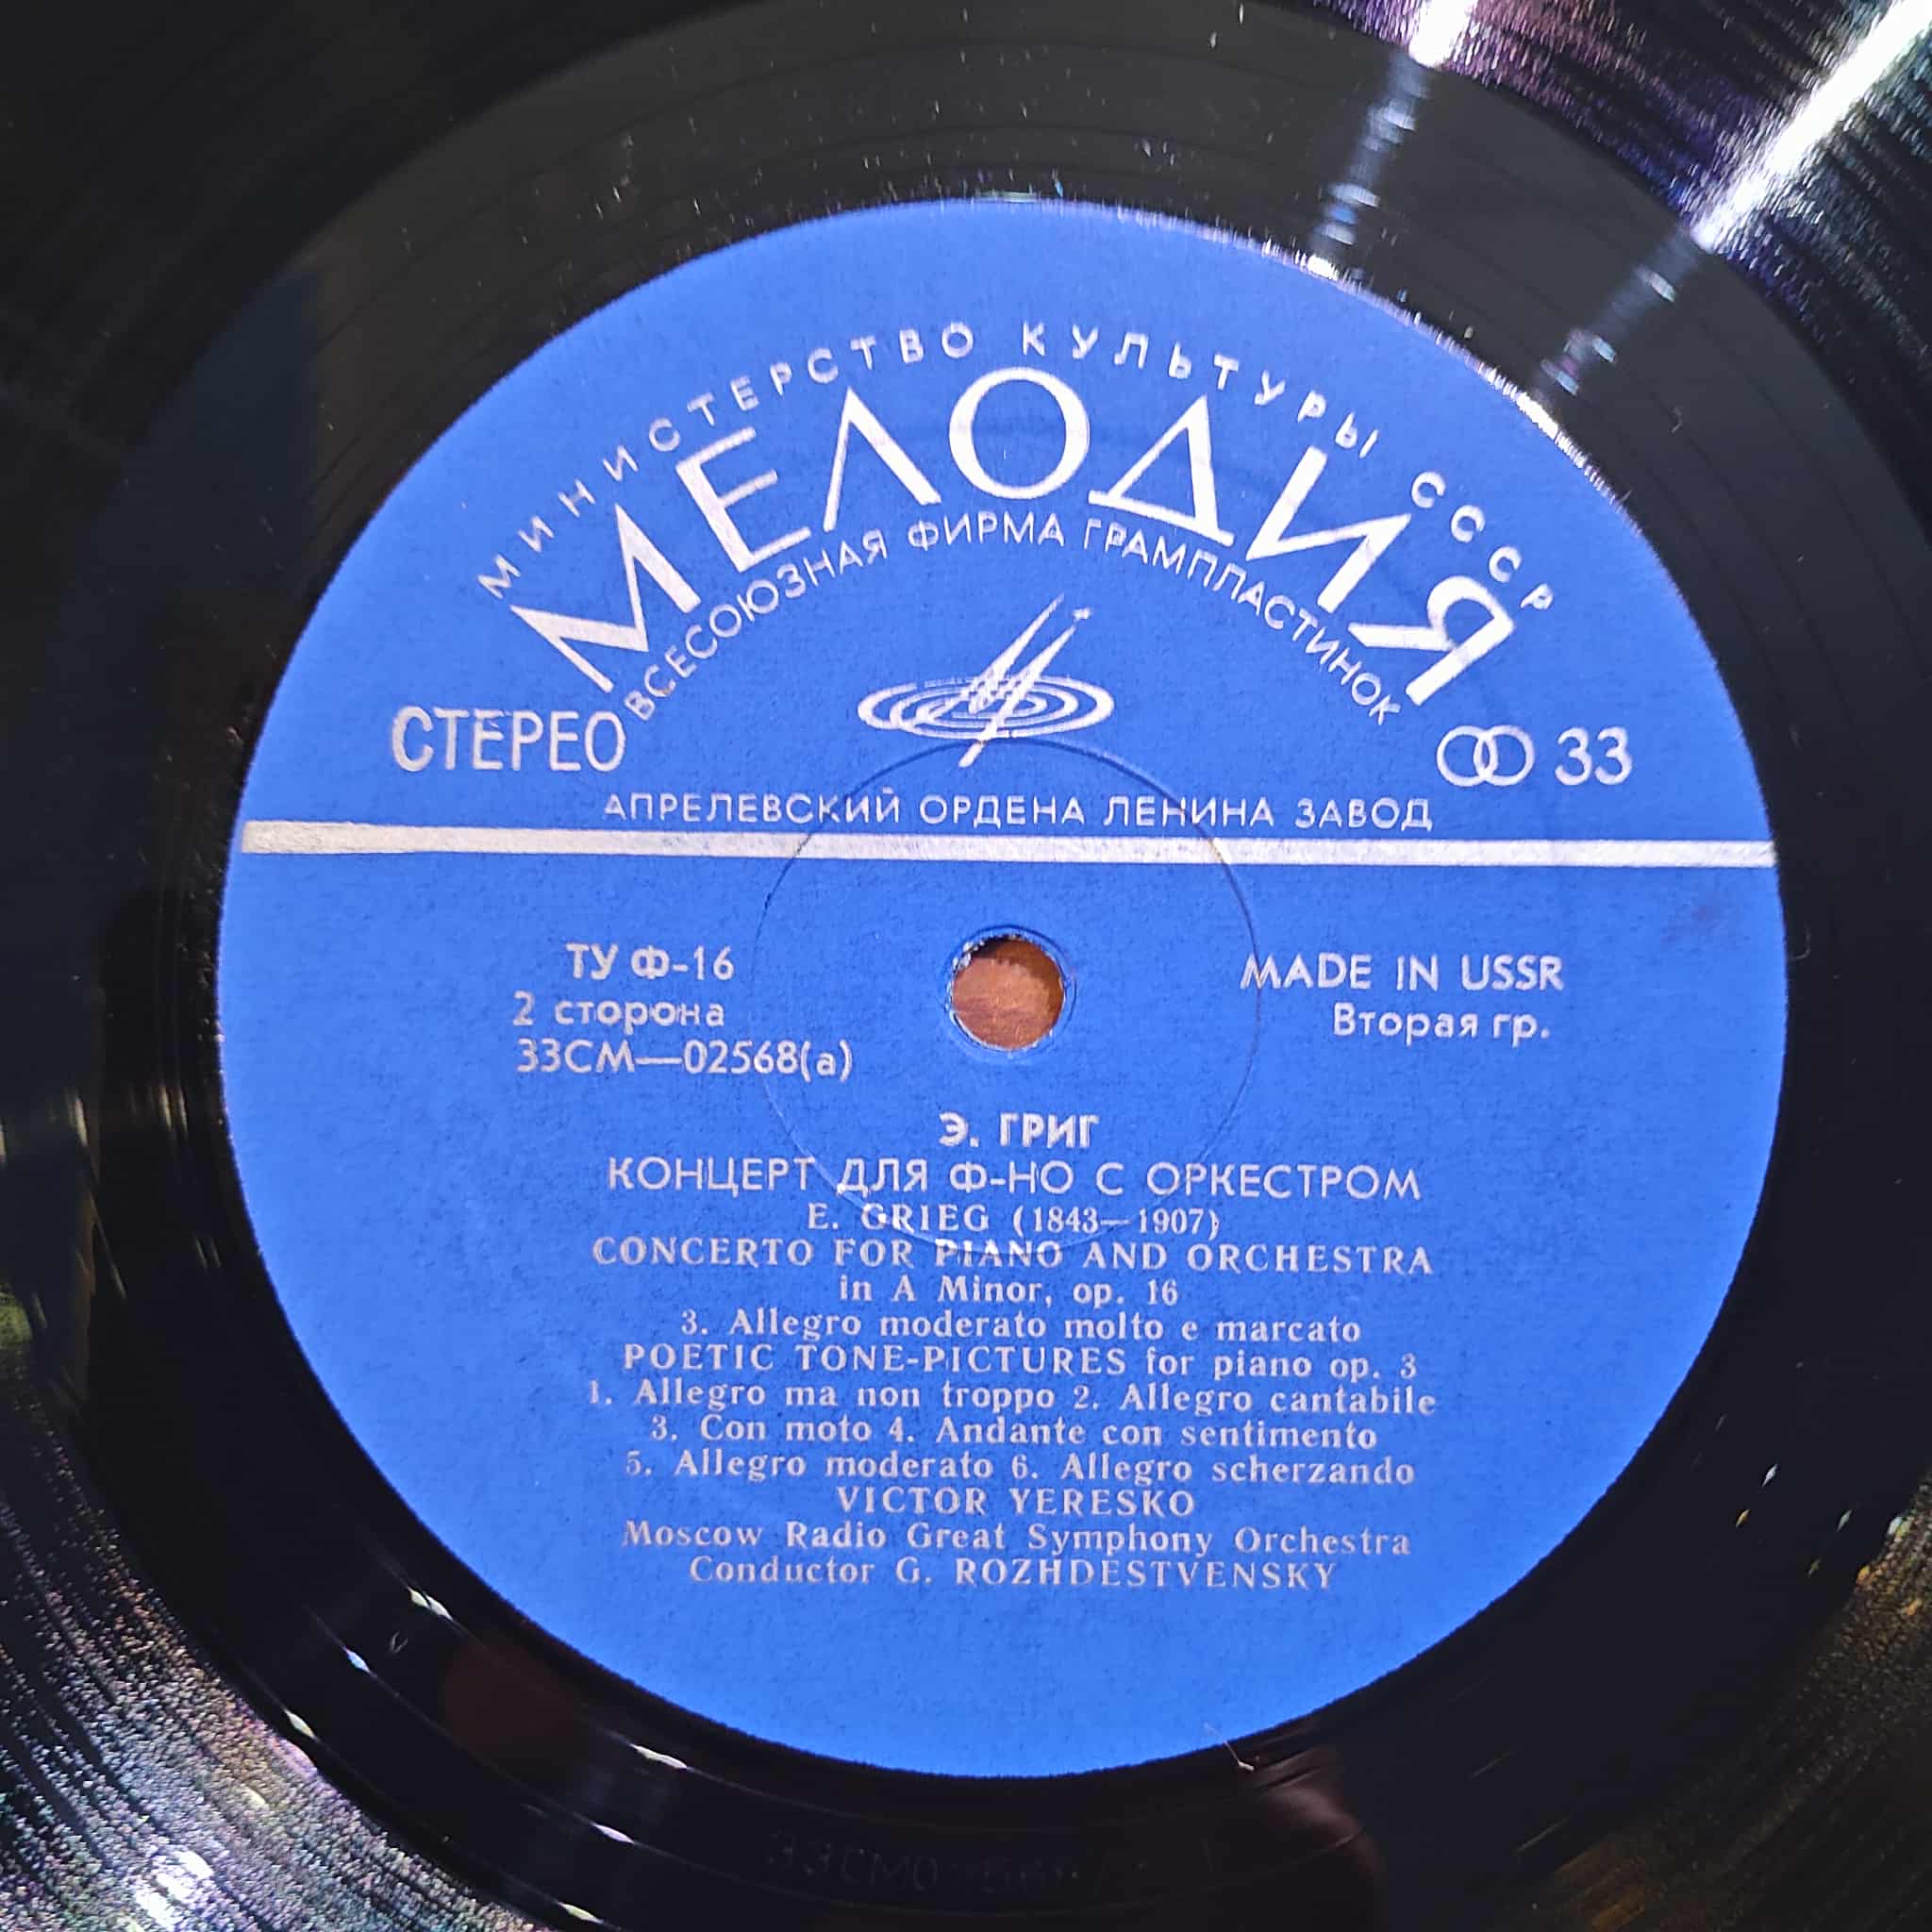 МИНИСТЕРСТВО КУЛЬТУРЫ СССР
МЕЛОДИЯ
ВСЕСОЮЗНАЯ ФИРМА ГРАМПЛАСТИНОК
СТЕРЕО
33
АПРЕЛЕВСКИЙ ОРДЕНА ЛЕНИНА ЗАВОД
ТУ Ф-16
2 сторона
33СМ—02568(а)
MADE IN USSR
Вторая гр.
Э. ГРИГ
КОНЦЕРТ ДЛЯ Ф-НО С ОРКЕСТРОМ
E. GRIEG (1843—1907)
CONCERTO FOR PIANO AND ORCHESTRA
in A Minor, op. 16
3. Allegro moderato molto e marcato
POETIC TONE-PICTURES for piano op. 3
1. Allegro ma non troppo 2. Allegro cantabile
3. Con moto 4. Andante con sentimento
5. Allegro moderato 6. Allegro scherzando
VICTOR YERESKO
Moscow Radio Great Symphony Orchestra
Conductor G. ROZHDESTVENSKY